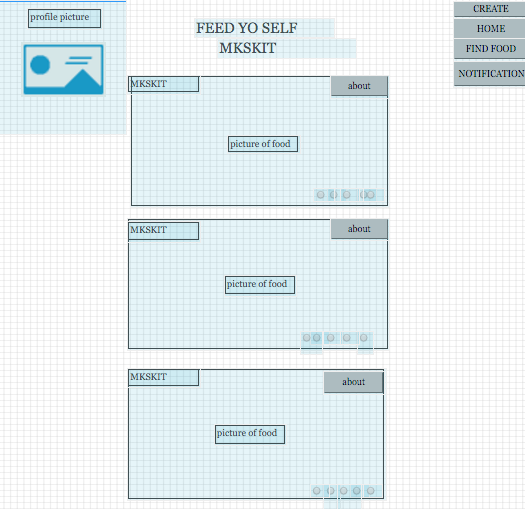 profile picture
FEED YO SELF
MKSKIT
CREATE
HOME
FIND FOOD
NOTIFICATION
MKSKIT
about
picture of food
MKSKIT
about
picture of food
MKSKIT
about
picture of food